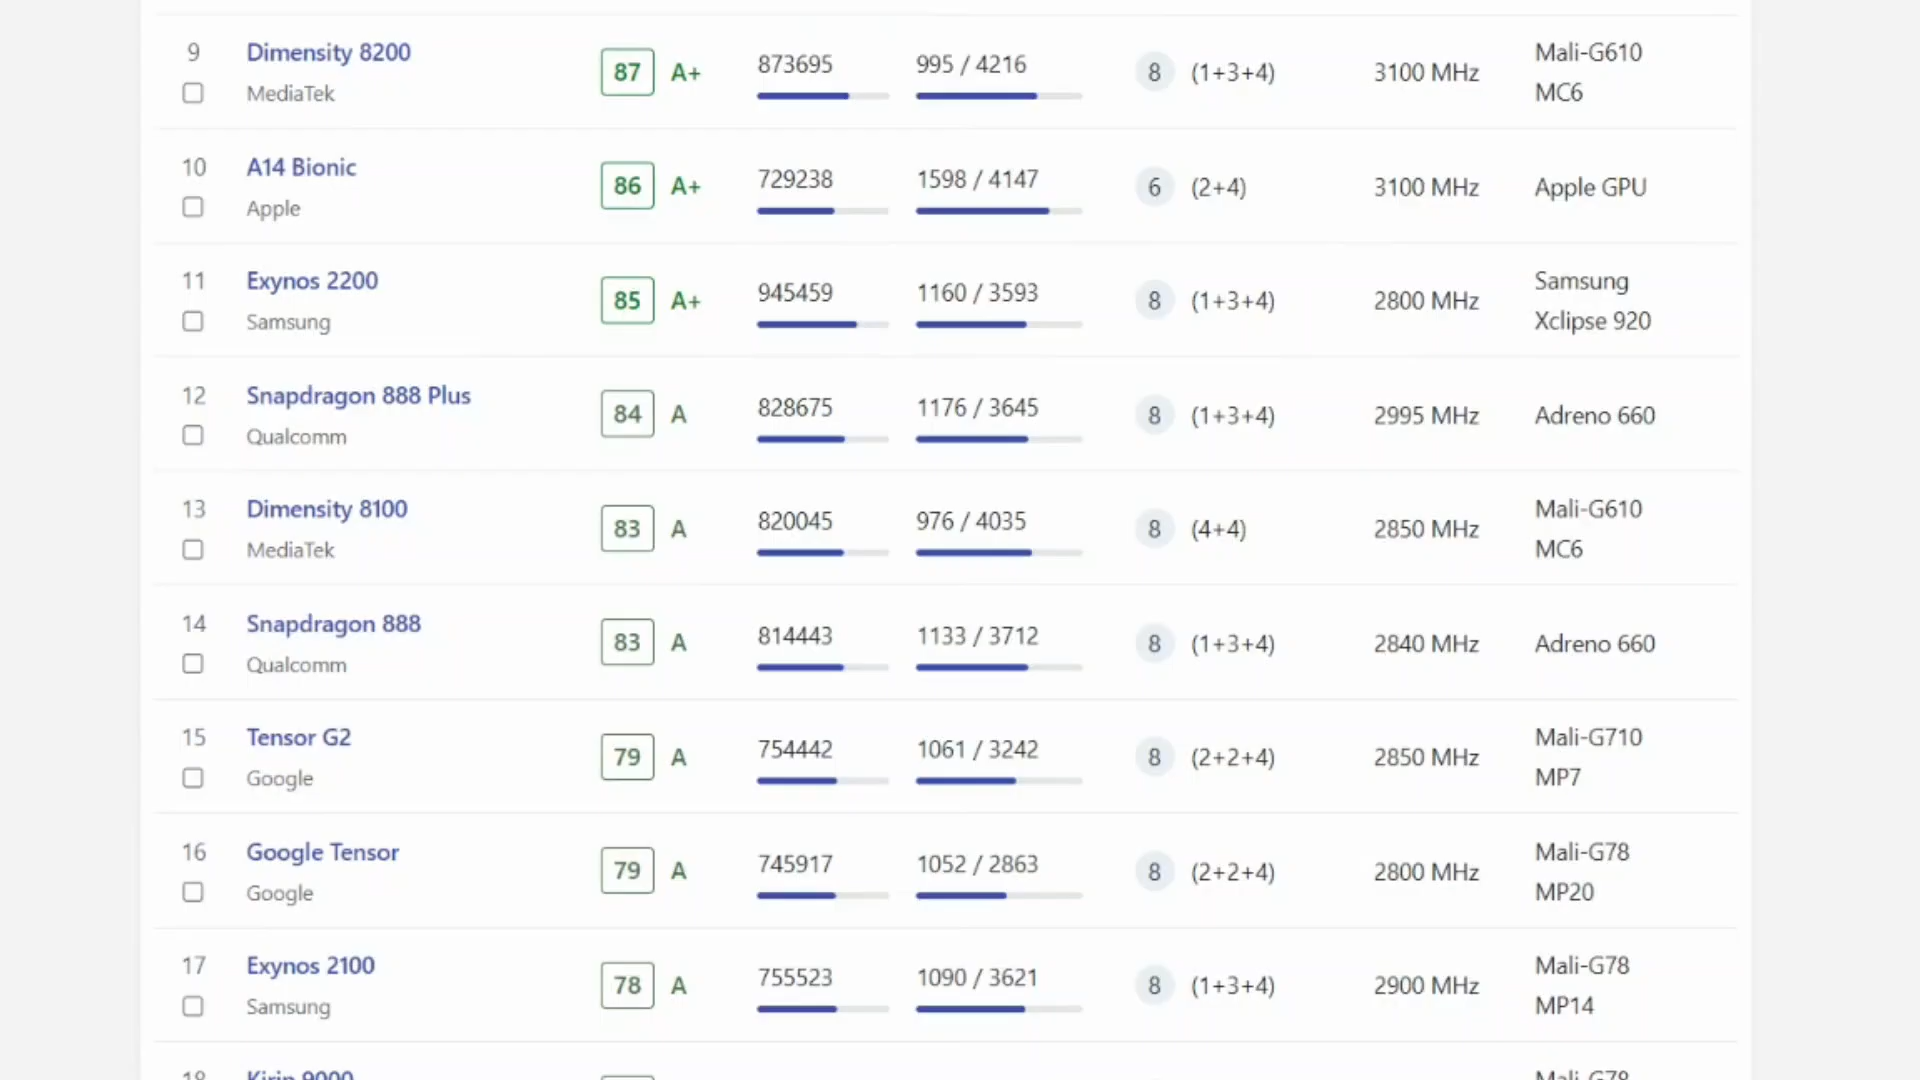 9 Dimensity 8200 87 A+ 873695 995 / 4216 8 (1+3+4) 3100 MHz Mali-G610
MediaTek MC6
10 A14 Bionic 86 A+ 729238 1598 / 4147 6 (2+4) 3100 MHz Apple GPU
Apple
11 Exynos 2200 85 A+ 945459 1160 / 3593 8 (1+3+4) 2800 MHz Samsung
Samsung Xclipse 920
12 Snapdragon 888 Plus 84 A 828675 1176 / 3645 8 (1+3+4) 2995 MHz Adreno 660
Qualcomm
13 Dimensity 8100 83 A 820045 976 / 4035 8 (4+4) 2850 MHz Mali-G610
MediaTek MC6
14 Snapdragon 888 83 A 814443 1133 / 3712 8 (1+3+4) 2840 MHz Adreno 660
Qualcomm
15 Tensor G2 79 A 754442 1061 / 3242 8 (2+2+4) 2850 MHz Mali-G710
Google MP7
16 Google Tensor 79 A 745917 1052 / 2863 8 (2+2+4) 2800 MHz Mali-G78
Google MP20
17 Exynos 2100 78 A 755523 1090 / 3621 8 (1+3+4) 2900 MHz Mali-G78
Samsung MP14
18 Kirin 9000 Mali-G78